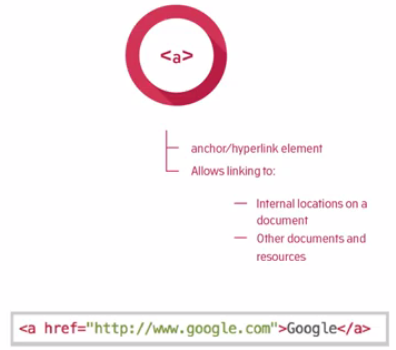 <a>
anchor/hyperlink element
Allows linking to:
— Internal locations on a
document
— Other documents and
resources
<a href="http://www.google.com">Google</a>